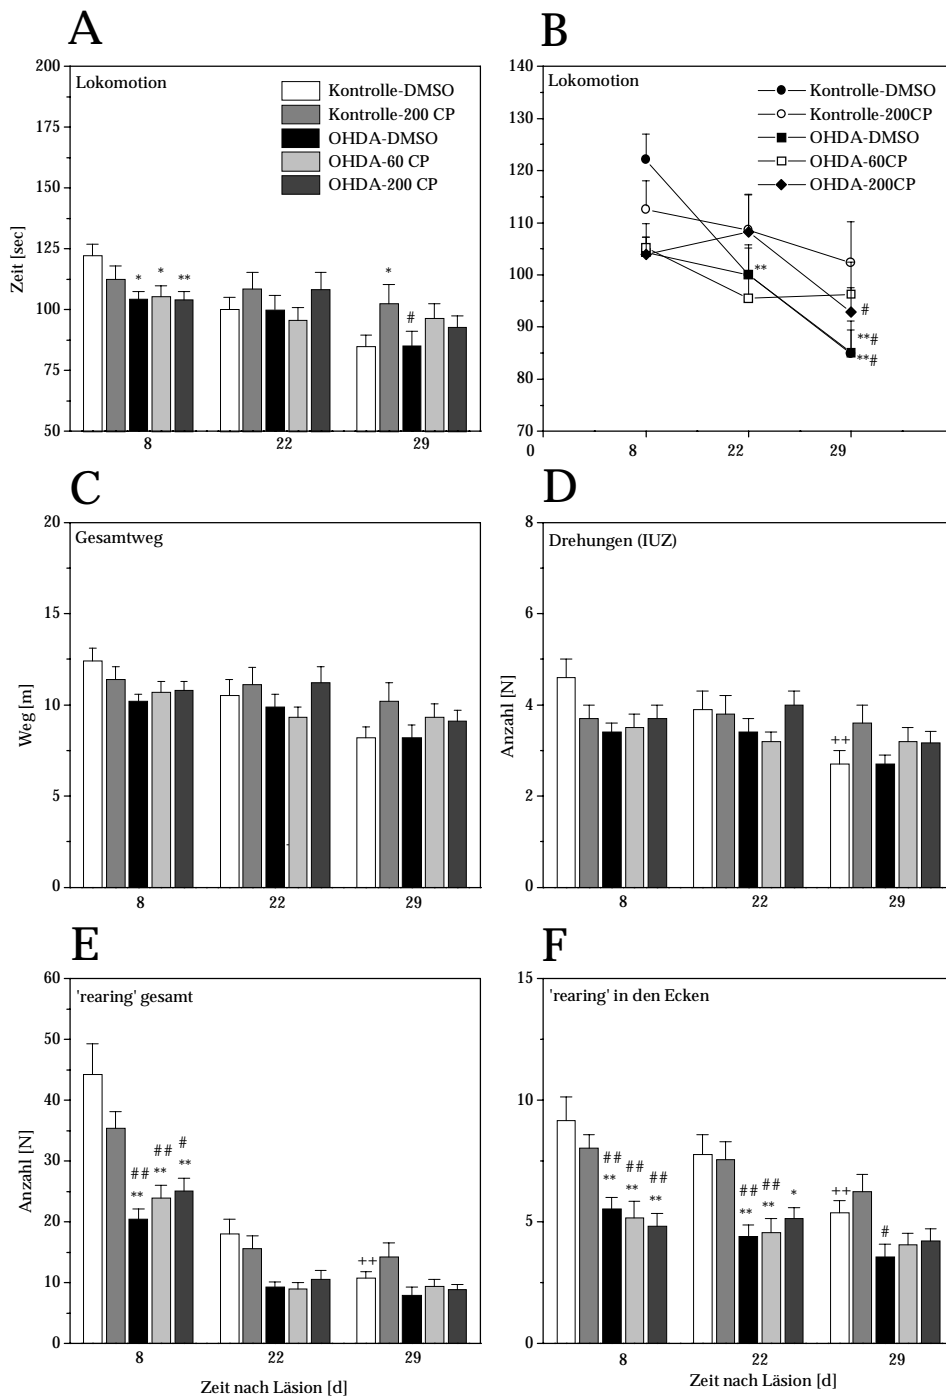 A
Lokomotion
Kontrolle-DMSO
Kontrolle-200 CP
OHDA-DMSO
OHDA-60 CP
OHDA-200 CP
Zeit [sec]
200
175
150
125
100
75
50
* * **
* #
8 22 29
B
Lokomotion
Kontrolle-DMSO
Kontrolle-200CP
OHDA-DMSO
OHDA-60CP
OHDA-200CP
140
130
120
110
100
90
80
70
**
#
**#
**#
0 8 22 29
C
Gesamtweg
Weg [m]
20
15
10
5
0
8 22 29
D
Drehungen (IUZ)
Anzahl [N]
8
6
4
2
0
++
8 22 29
E
'rearing' gesamt
Anzahl [N]
60
50
40
30
20
10
0
## ## #
** ** **
++
8 22 29
Zeit nach Läsion [d]
F
'rearing' in den Ecken
15
10
5
0
## ## ##
** ** **
## ##
** ** *
++ #
8 22 29
Zeit nach Läsion [d]